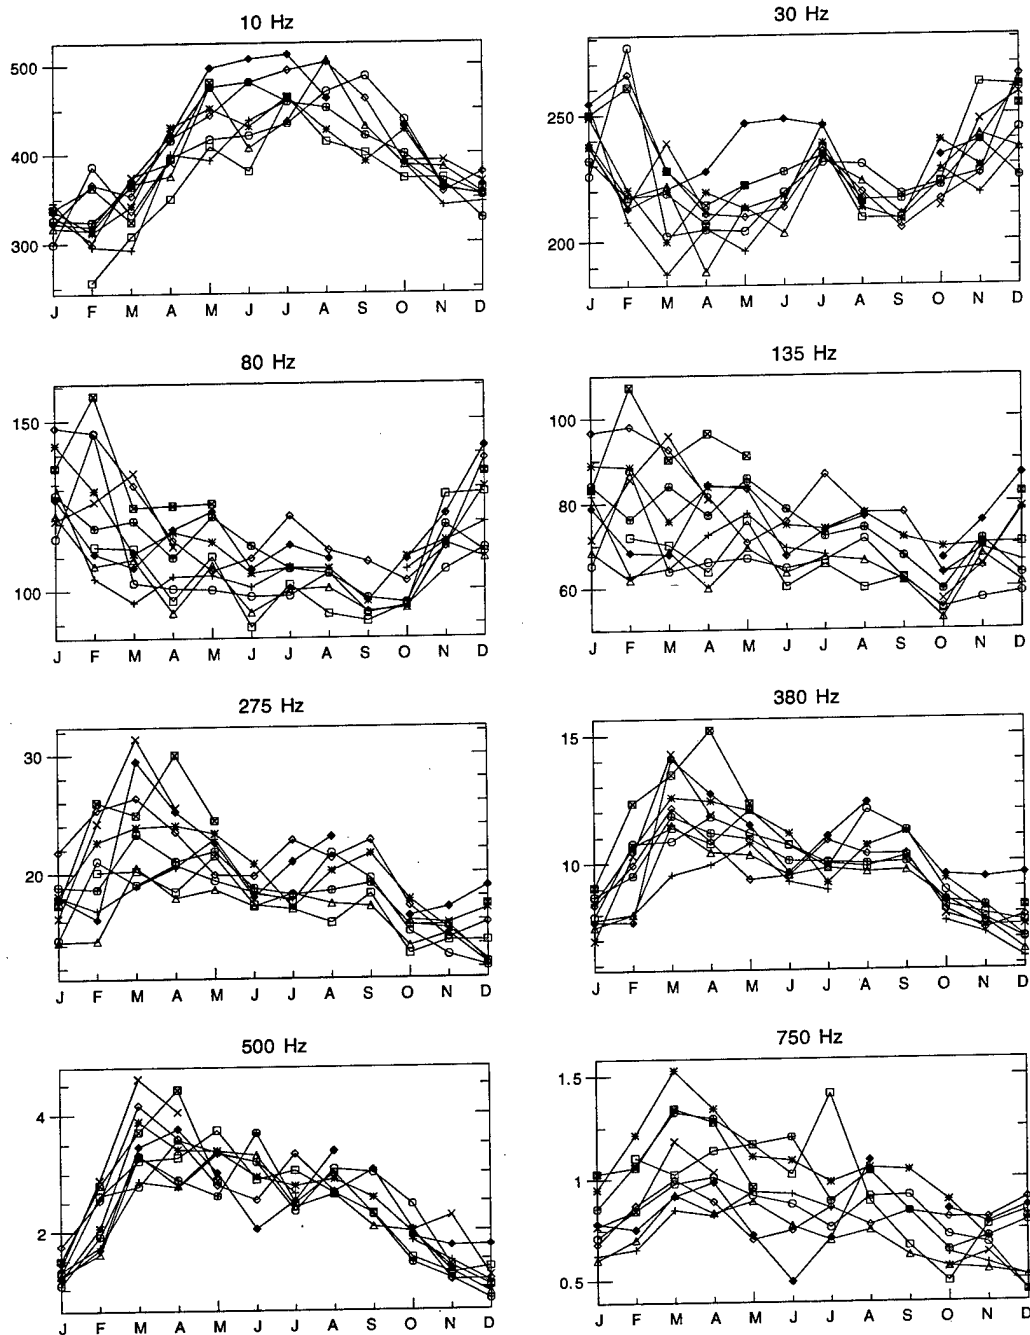 10 Hz
500
400
300
J F M A M J J A S O N D
30 Hz
250
200
J F M A M J J A S O N D
80 Hz
150
100
J F M A M J J A S O N D
135 Hz
100
80
60
J F M A M J J A S O N D
275 Hz
30
20
J F M A M J J A S O N D
380 Hz
15
10
J F M A M J J A S O N D
500 Hz
4
2
J F M A M J J A S O N D
750 Hz
1.5
1.0
0.5
J F M A M J J A S O N D